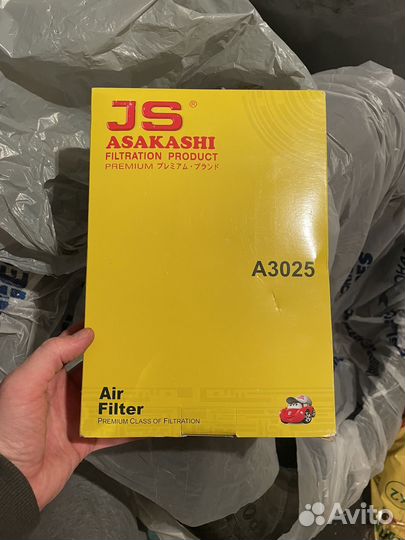 JS®
ASAKASHI
FILTRATION PRODUCT
PREMIUM プレミアム・ブランド
A3025
Air
Filter
PREMIUM CLASS OF FILTRATION
Avito